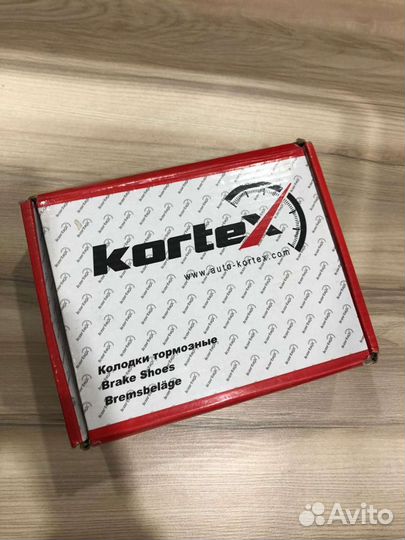 kortex
www.auto-kortex.com
Колодки тормозные
Brake Shoes
Bremsbeläge
Avito